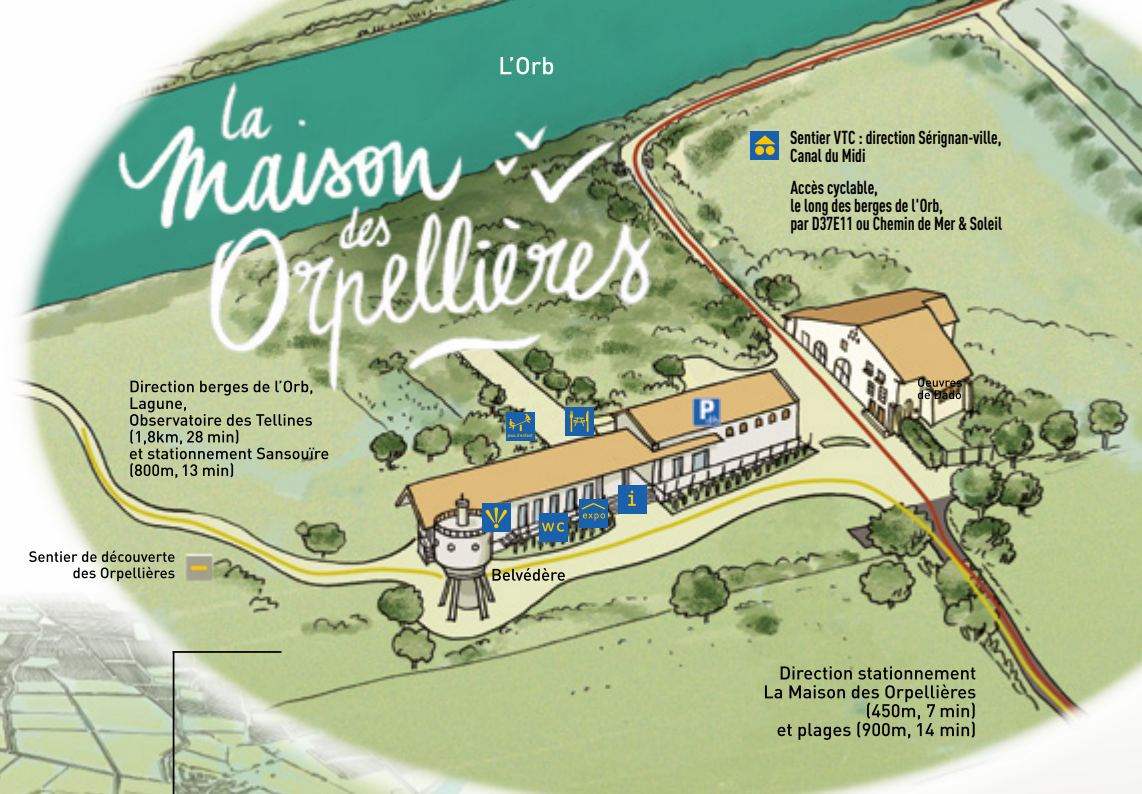 L'Orb
La
Maison
des
Orpellières
Sentier VTC : direction Sérignan-ville,
Canal du Midi
Accès cyclable,
le long des berges de l'Orb,
par D37E11 ou Chemin de Mer & Soleil
Oeuvres
de Dado
Direction berges de l'Orb,
Lagune,
Observatoire des Tellines
(1,8km, 28 min)
et stationnement Sansouïre
(800m, 13 min)
P
i
expo
wc
Sentier de découverte
des Orpellières
Belvédère
Direction stationnement
La Maison des Orpellières
(450m, 7 min)
et plages (900m, 14 min)